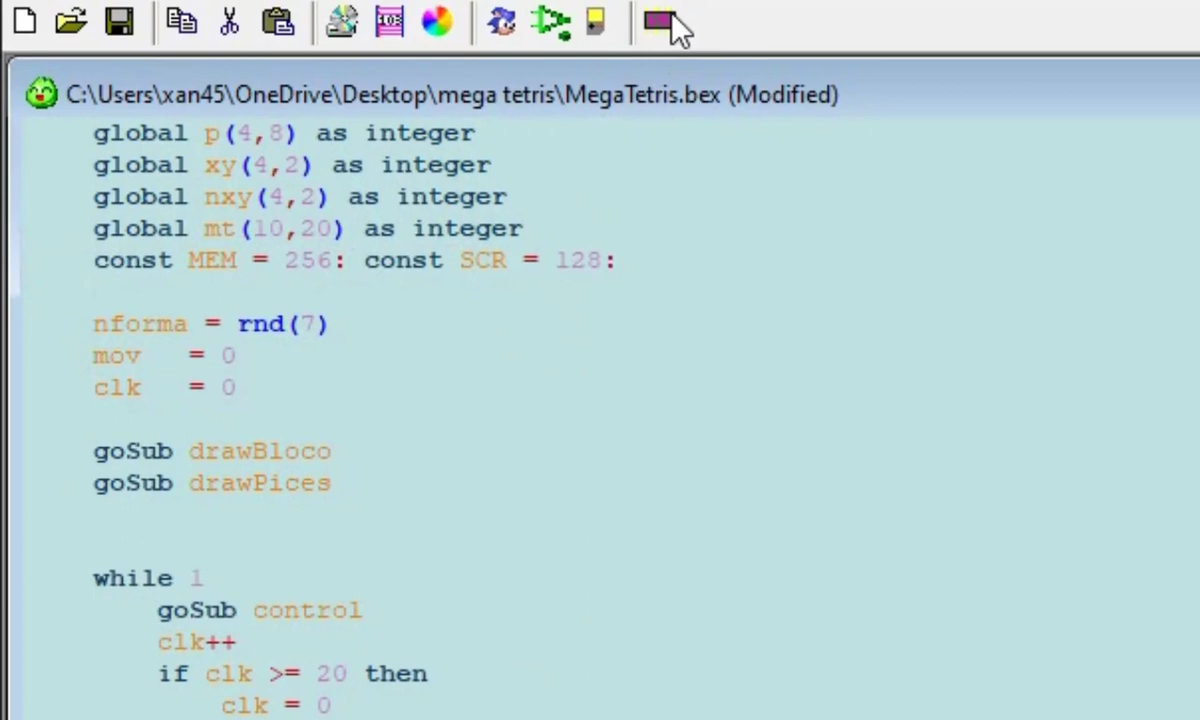 103
C:\Users\xan45\OneDrive\Desktop\mega tetris\MegaTetris.bex (Modified)
global p(4,8) as integer
global xy(4,2) as integer
global nxy(4,2) as integer
global mt(10,20) as integer
const MEM = 256: const SCR = 128:
nforma = rnd(7)
mov = 0
clk = 0
goSub drawBloco
goSub drawPices
while 1
goSub control
clk++
if clk >= 20 then
clk = 0